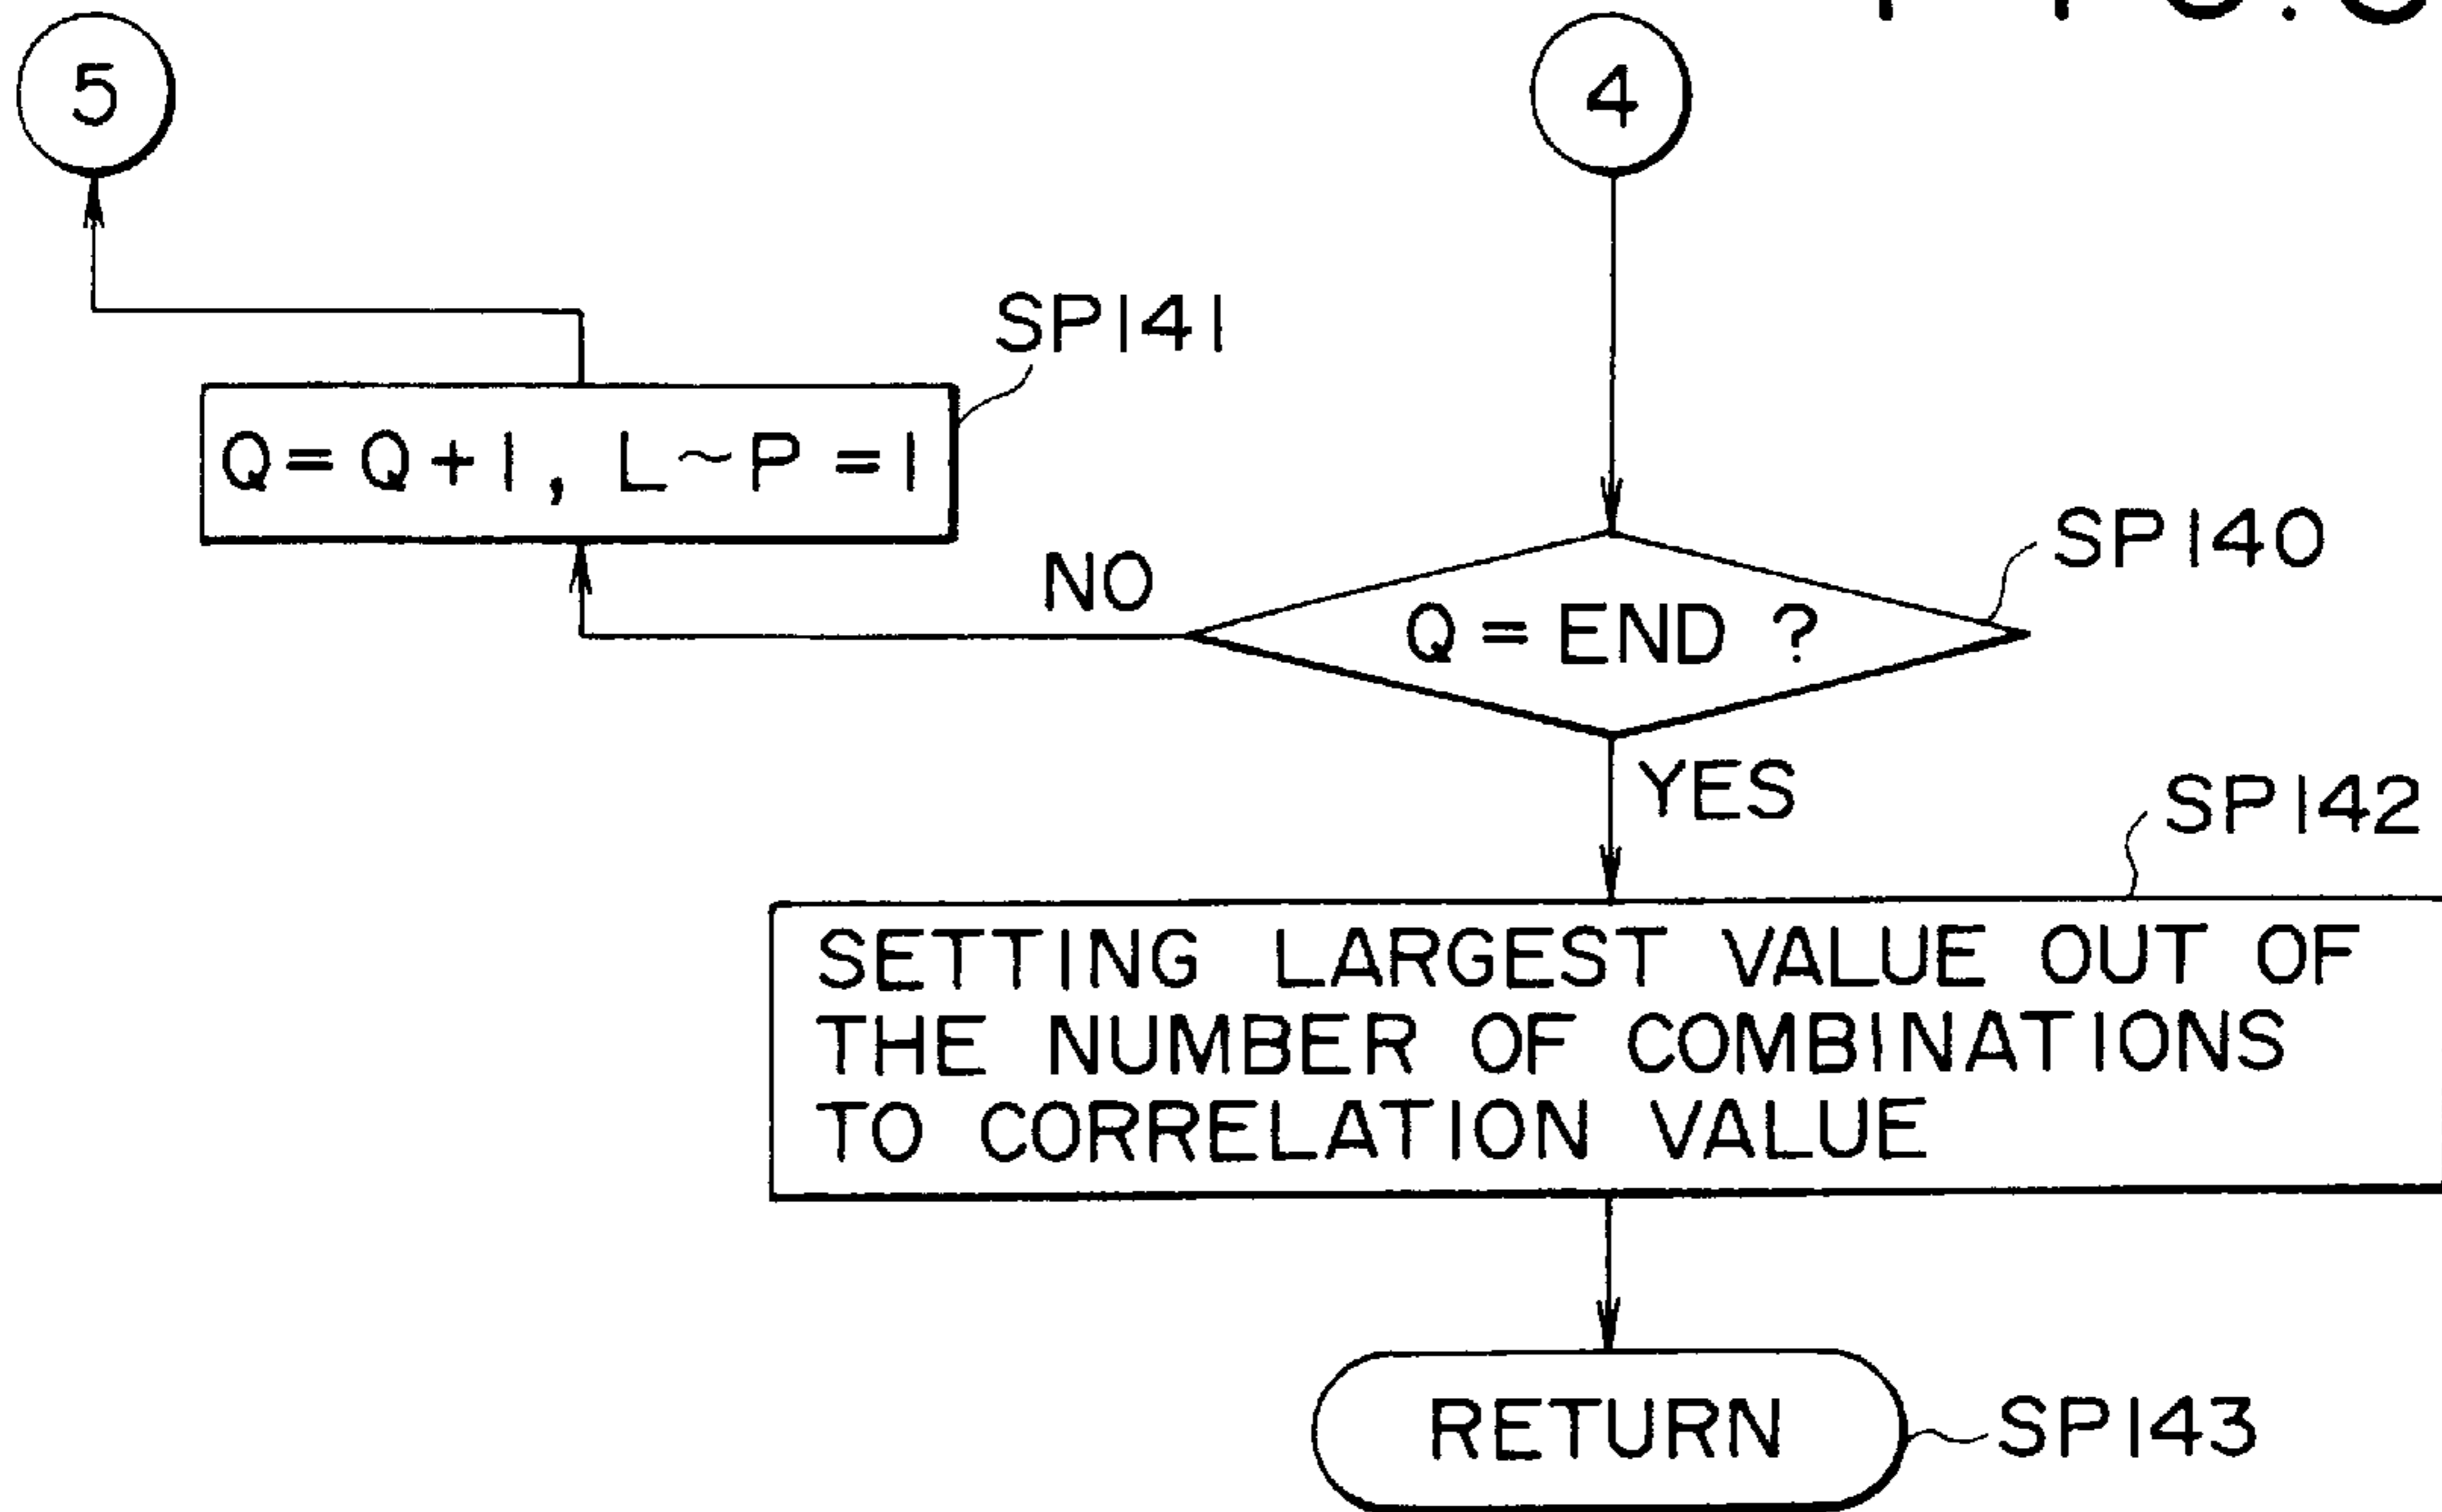 5
4
SP141
Q=Q+1, L~P=1
SP140
NO
Q=END ?
YES
SP142
SETTING LARGEST VALUE OUT OF
THE NUMBER OF COMBINATIONS
TO CORRELATION VALUE
RETURN
SP143